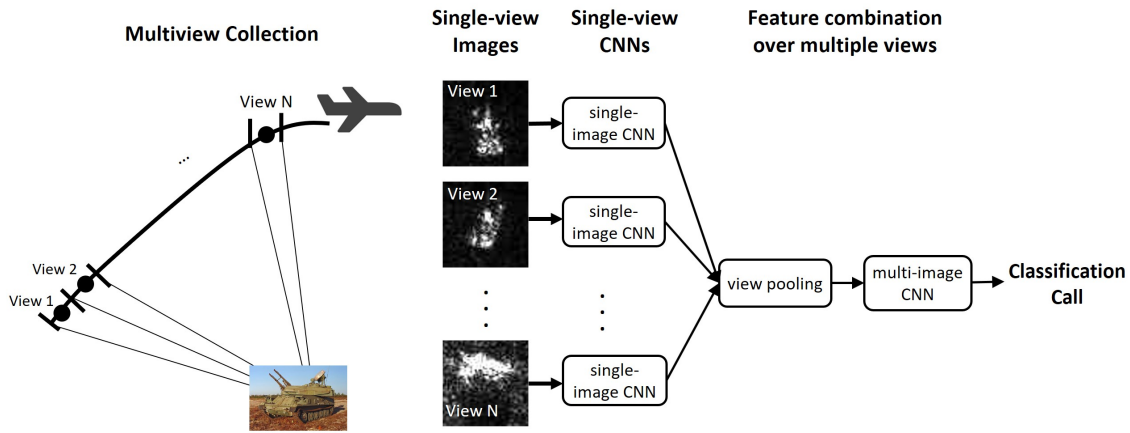 Multiview Collection
View N
...
View 2
View 1
Single-view
Images
View 1
View 2
View N
Single-view
CNNs
single-
image CNN
single-
image CNN
single-
image CNN
Feature combination
over multiple views
view pooling
multi-image
CNN
Classification
Call